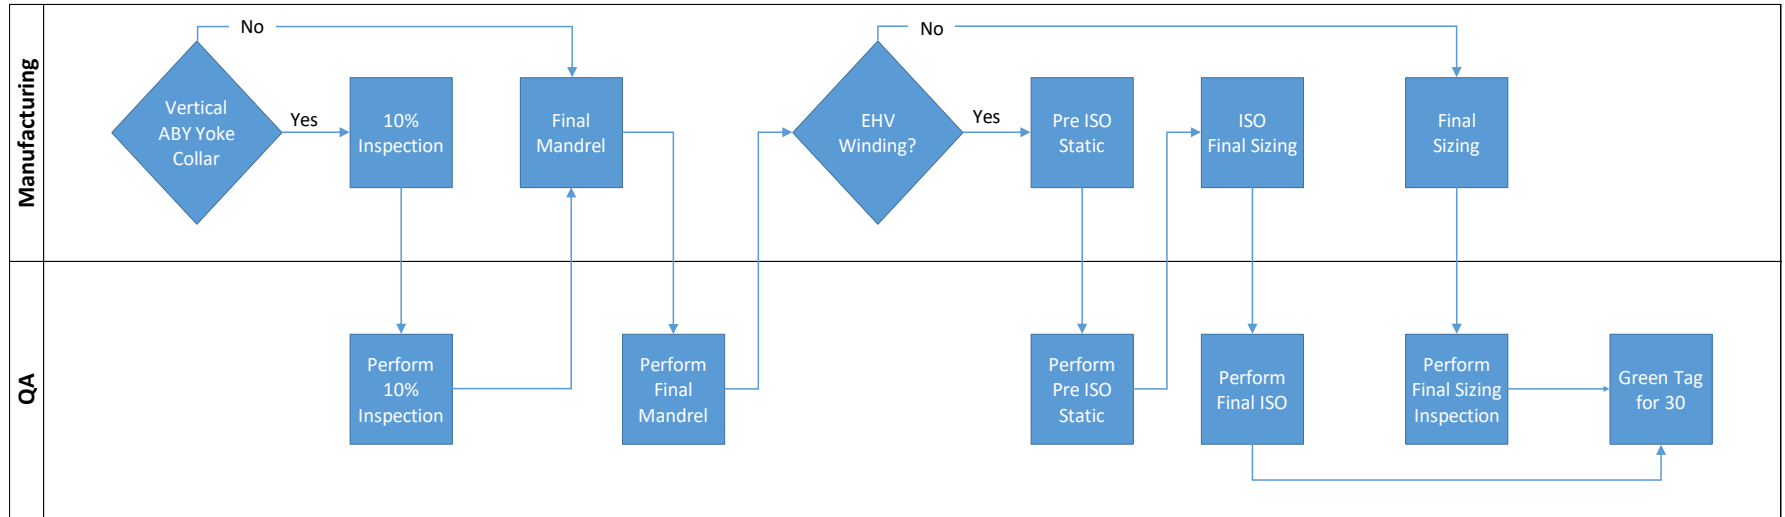 Manufacturing
No
Vertical
ABY Yoke
Collar
Yes
10%
Inspection
Final
Mandrel
No
EHV
Winding?
Yes
Pre ISO
Static
ISO
Final Sizing
Final
Sizing
QA
Perform
10%
Inspection
Perform
Final
Mandrel
Perform
Pre ISO
Static
Perform
Final ISO
Perform
Final Sizing
Inspection
Green Tag
for 30